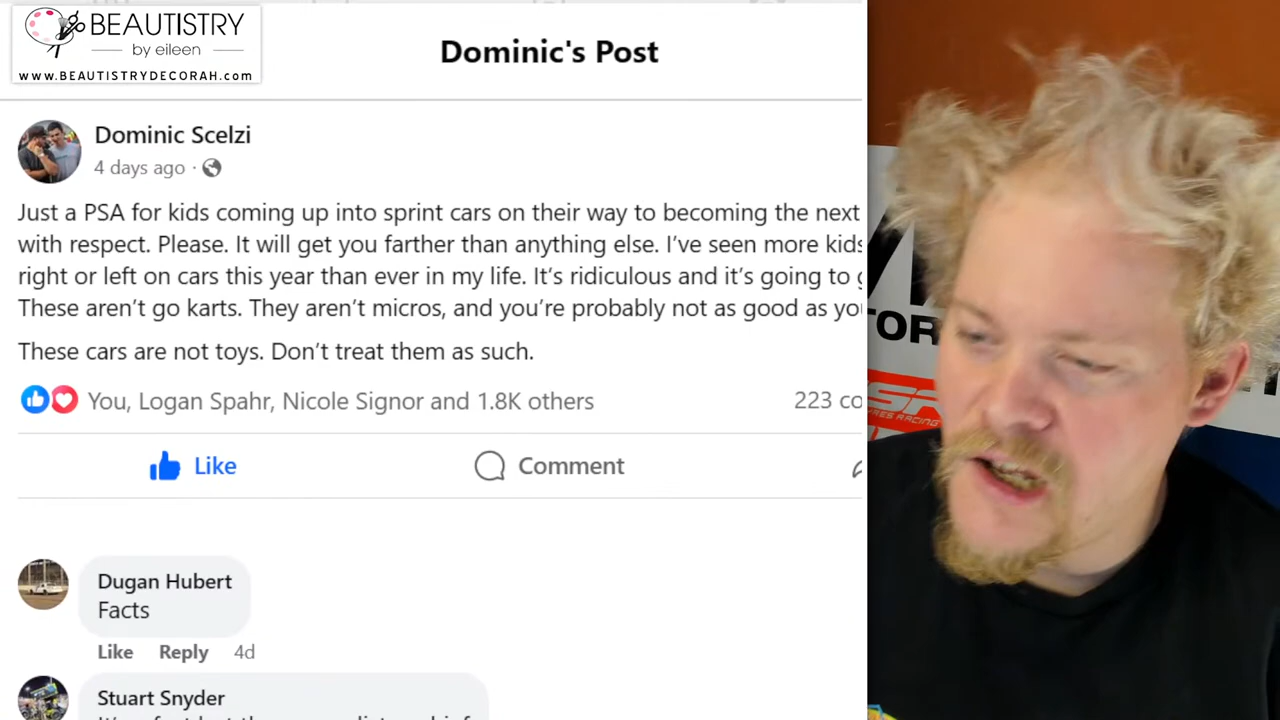 BEAUTISTRY
by eileen
www.BEAUTISTRYDECORAH.com
Dominic's Post
Dominic Scelzi
4 days ago ·
Just a PSA for kids coming up into sprint cars on their way to becoming the next
with respect. Please. It will get you farther than anything else. I’ve seen more kids
right or left on cars this year than ever in my life. It’s ridiculous and it’s going to
These aren’t go karts. They aren’t micros, and you’re probably not as good as
These cars are not toys. Don’t treat them as such.
You, Logan Spahr, Nicole Signor and 1.8K others
223
Like
Comment
Dugan Hubert
Facts
Like Reply 4d
Stuart Snyder
TOR
RACING